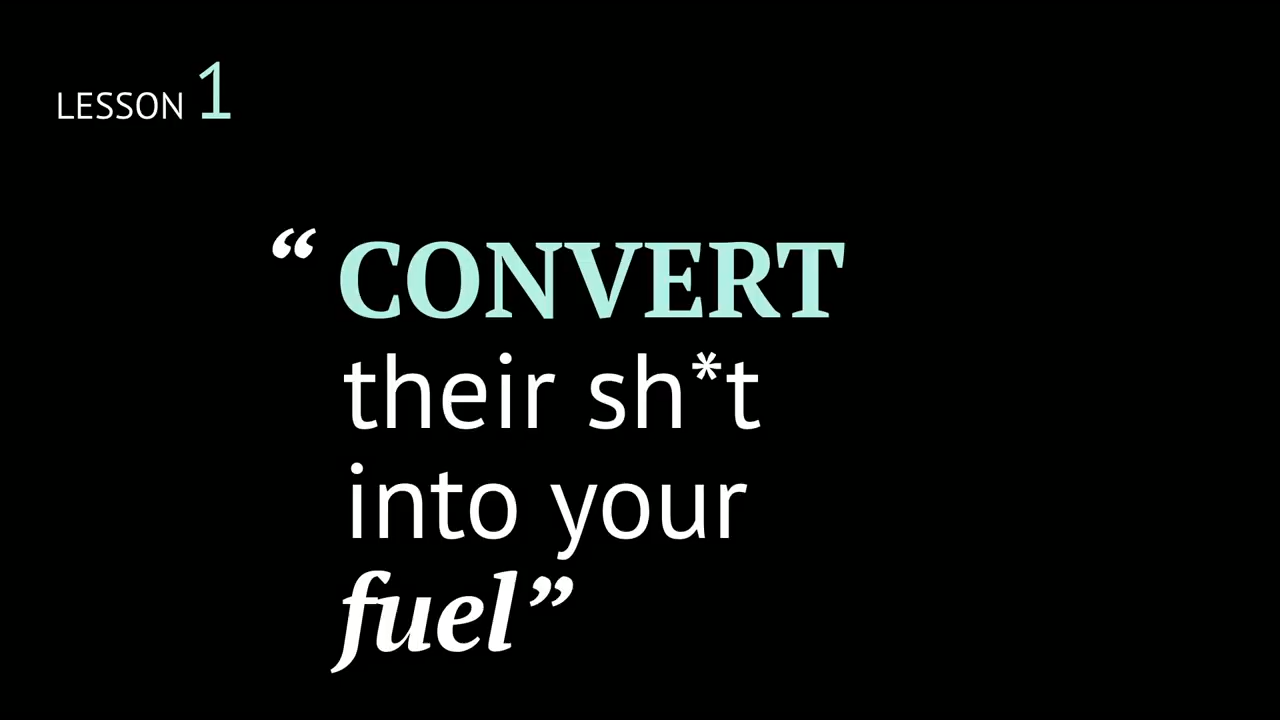 LESSON 1
“CONVERT
their sh*t
into your
fuel”